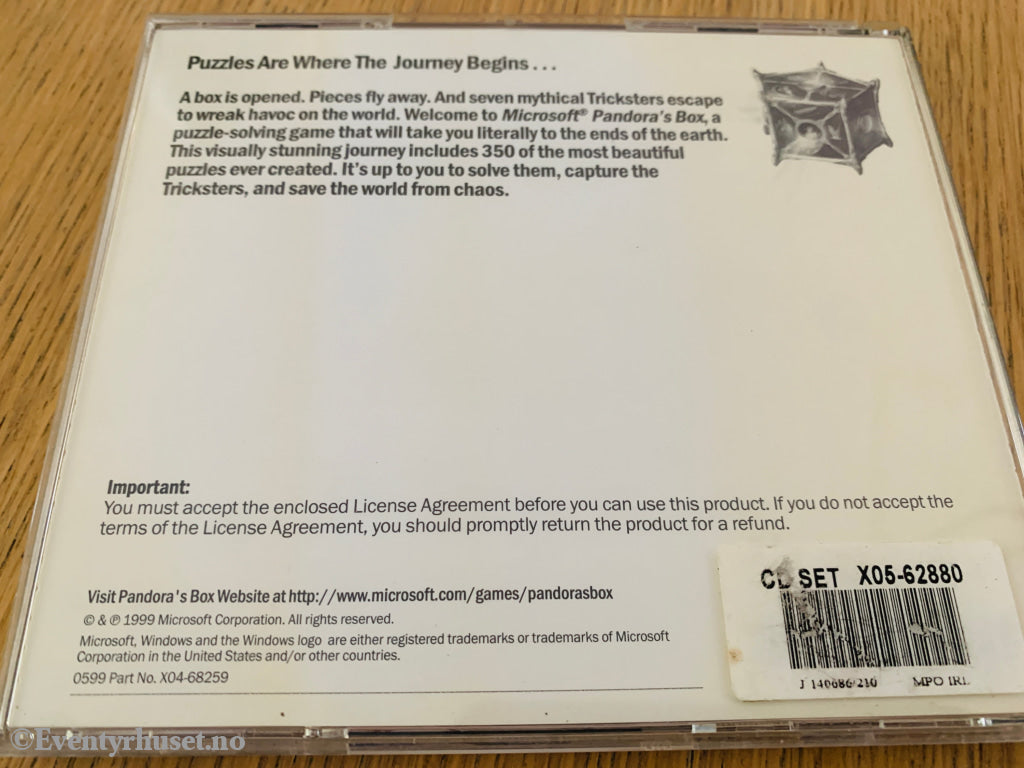 Puzzles Are Where The Journey Begins . . .
A box is opened. Pieces fly away. And seven mythical Tricksters escape
to wreak havoc on the world. Welcome to Microsoft® Pandora's Box, a
puzzle-solving game that will take you literally to the ends of the earth.
This visually stunning journey includes 350 of the most beautiful
puzzles ever created. It's up to you to solve them, capture the
Tricksters, and save the world from chaos.
Important:
You must accept the enclosed License Agreement before you can use this product. If you do not accept the
terms of the License Agreement, you should promptly return the product for a refund.
Visit Pandora's Box Website at http://www.microsoft.com/games/pandorasbox
© & ℗ 1999 Microsoft Corporation. All rights reserved.
Microsoft, Windows and the Windows logo are either registered trademarks or trademarks of Microsoft
Corporation in the United States and/or other countries.
0599 Part No. X04-68259
CD SET X05-62880
J 140686/210 MPO IRL
©Eventyrhuset.no